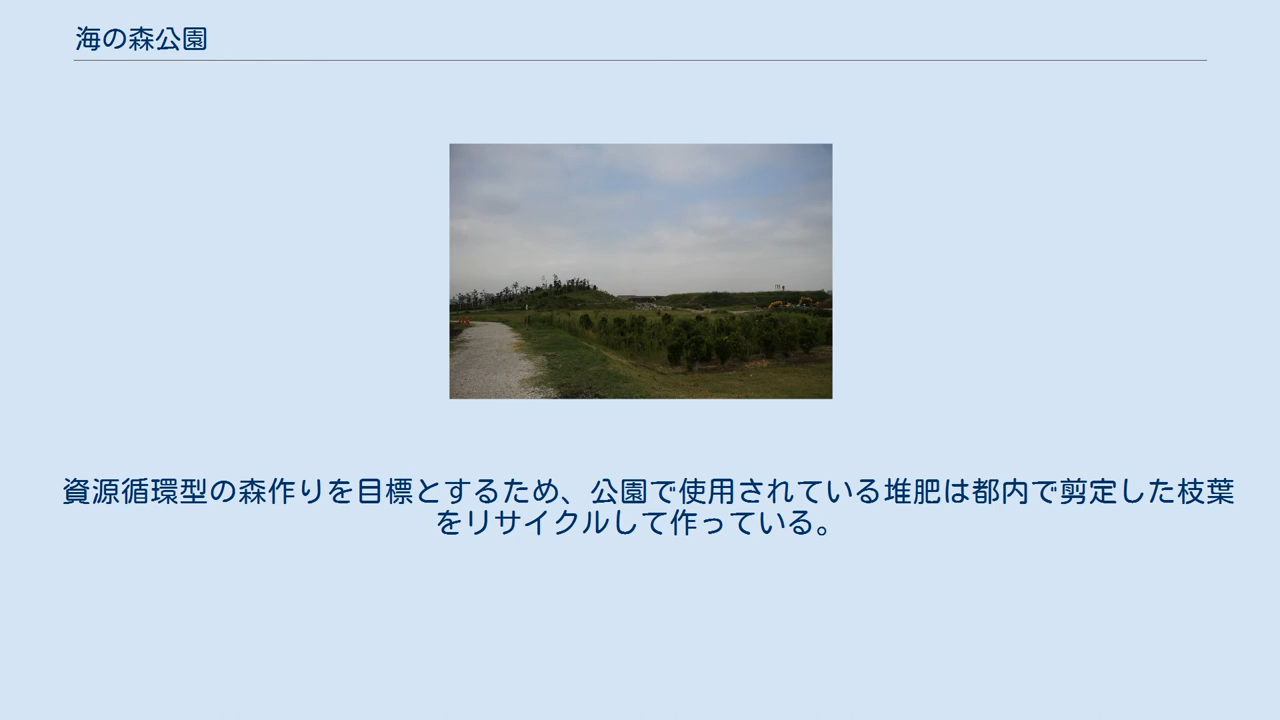 海の森公園
資源循環型の森作りを目標とするため、公園で使用されている堆肥は都内で剪定した枝葉
をリサイクルして作っている。